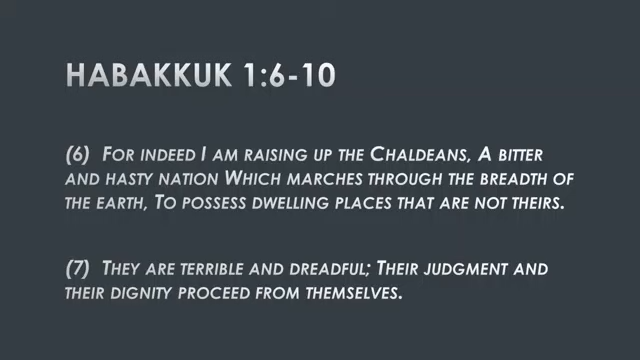 HABAKKUK 1:6-10
(6) For indeed I am raising up the Chaldeans, A bitter
and hasty nation Which marches through the breadth of
the earth, To possess dwelling places that are not theirs.
(7) They are terrible and dreadful; Their judgment and
their dignity proceed from themselves.